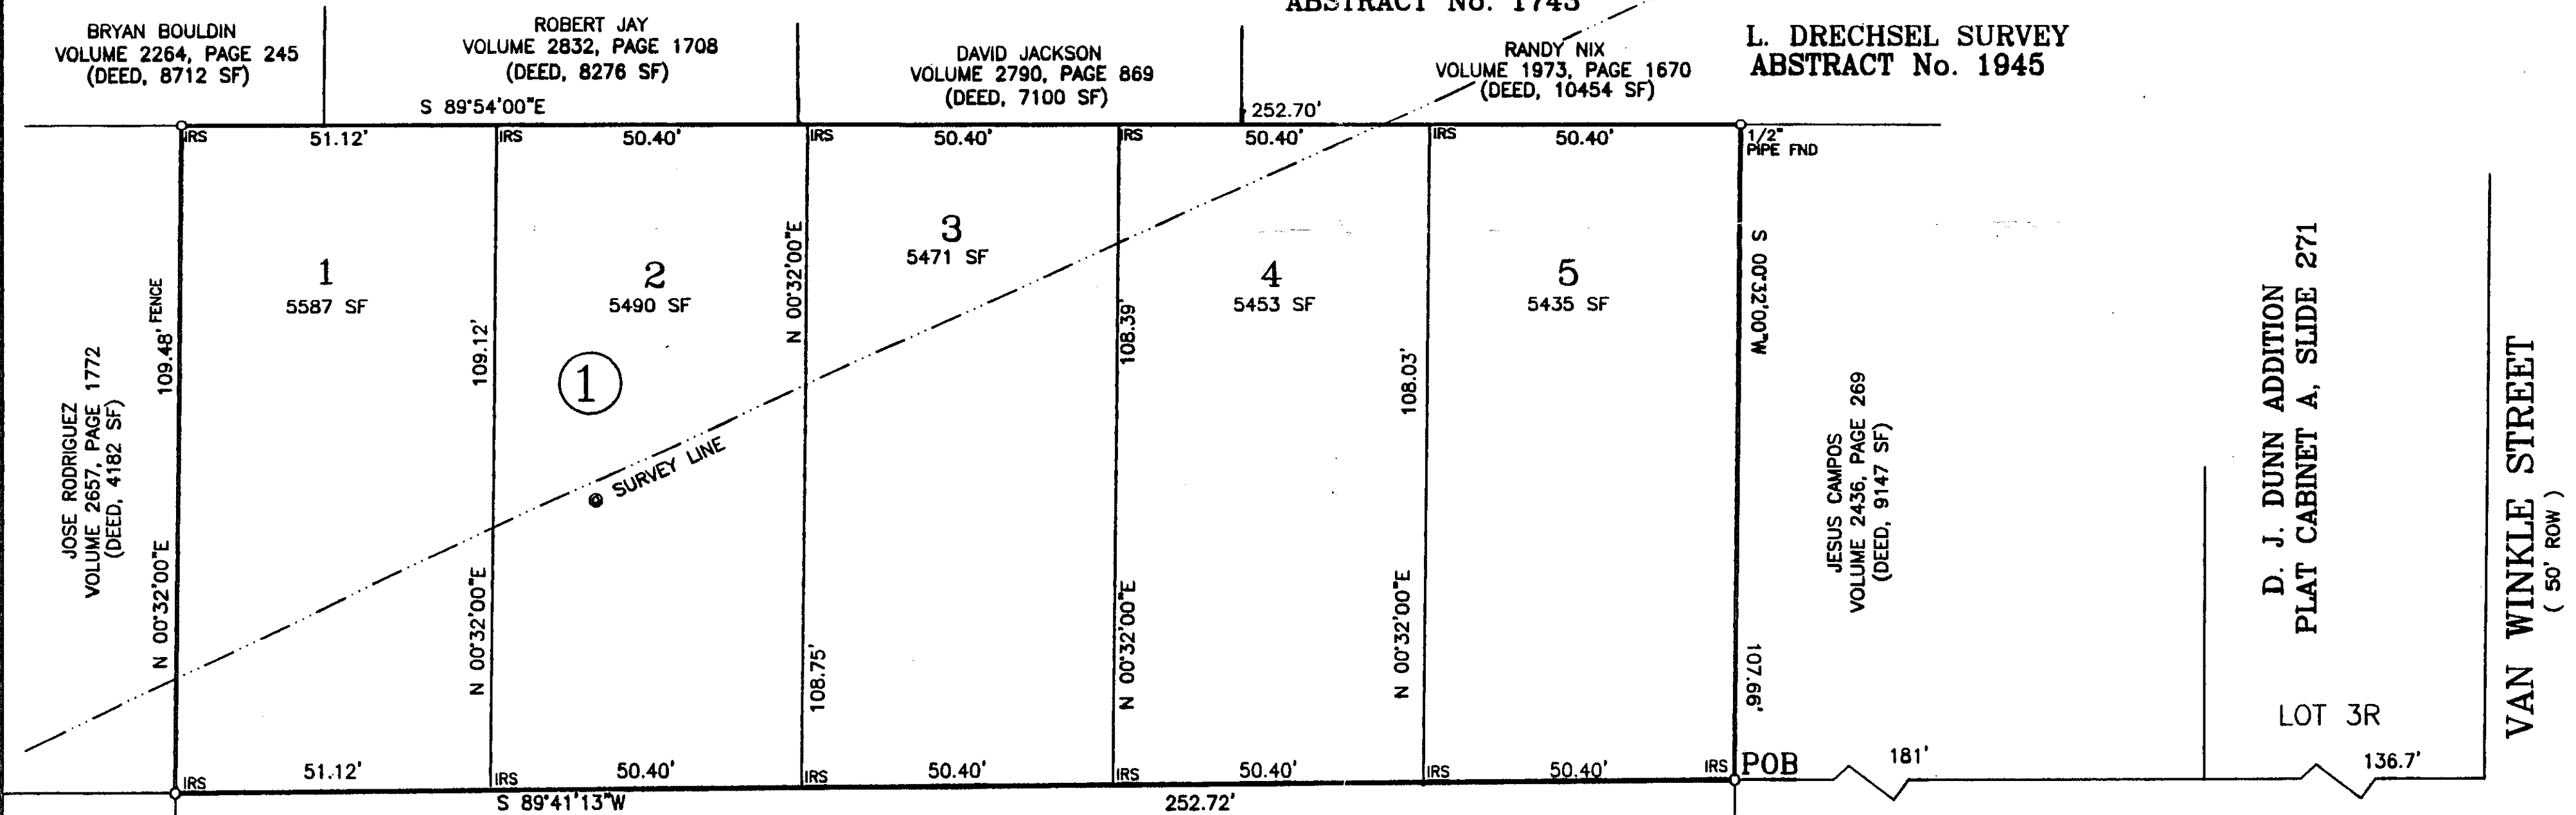 ABSTRACT No. 1743
L. DRECHSEL SURVEY
ABSTRACT No. 1945
BRYAN BOULDIN
VOLUME 2264, PAGE 245
(DEED, 8712 SF)
ROBERT JAY
VOLUME 2832, PAGE 1708
(DEED, 8276 SF)
DAVID JACKSON
VOLUME 2790, PAGE 869
(DEED, 7100 SF)
RANDY NIX
VOLUME 1973, PAGE 1670
(DEED, 10454 SF)
S 89°54'00"E
252.70'
IRS
51.12'
IRS
50.40'
IRS
50.40'
IRS
50.40'
IRS
50.40'
1/2"
PIPE FND
JOSE RODRIGUEZ
VOLUME 2657, PAGE 1772
(DEED, 4182 SF)
N 00°32'00"E
109.48'
FENCE
1
5587 SF
109.12'
N 00°32'00"E
2
5490 SF
1
SURVEY LINE
N 00°32'00"E
108.75'
3
5471 SF
108.39'
N 00°32'00"E
4
5453 SF
108.03'
N 00°32'00"E
5
5435 SF
S 00°32'00"W
107.66'
JESUS CAMPOS
VOLUME 2436, PAGE 269
(DEED, 9147 SF)
D. J. DUNN ADDITION
PLAT CABINET A, SLIDE 271
LOT 3R
VAN WINKLE STREET
( 50' ROW )
IRS
51.12'
IRS
50.40'
IRS
50.40'
IRS
50.40'
IRS
50.40'
IRS
POB
181'
136.7'
S 89°41'13"W
252.72'